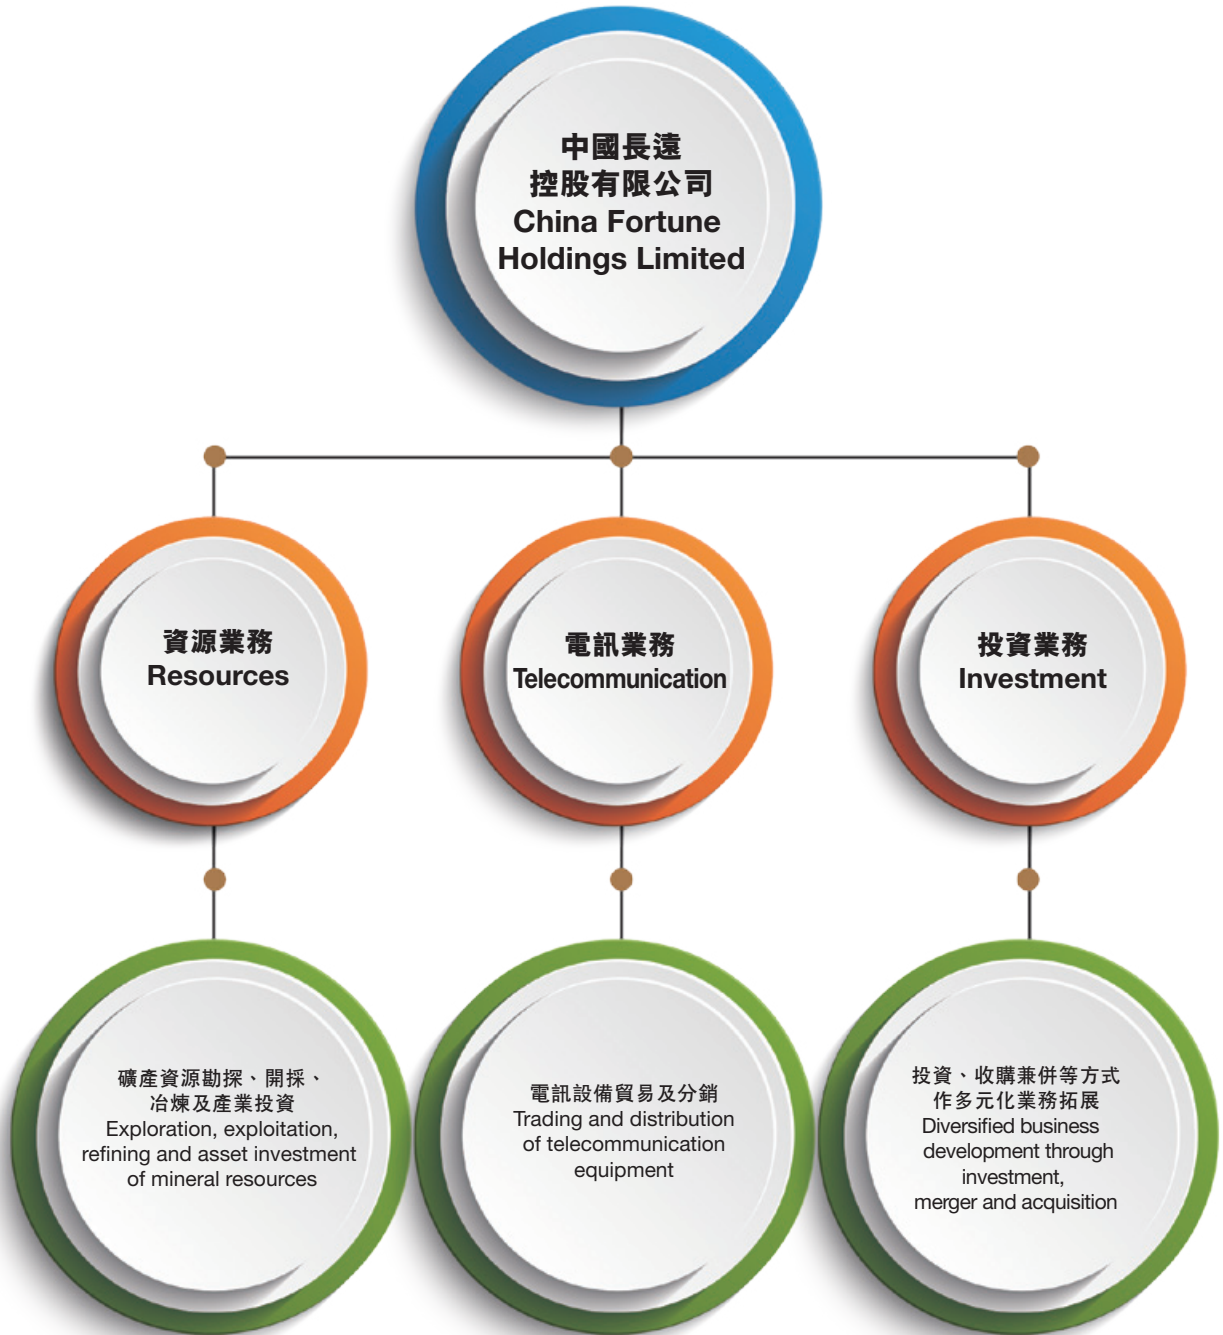 中國長遠
控股有限公司
China Fortune
Holdings Limited
資源業務
Resources
電訊業務
Telecommunication
投資業務
Investment
礦產資源勘探、開採、
冶煉及產業投資
Exploration, exploitation,
refining and asset investment
of mineral resources
電訊設備貿易及分銷
Trading and distribution
of telecommunication
equipment
投資、收購兼併等方式
作多元化業務拓展
Diversified business
development through
investment,
merger and acquisition